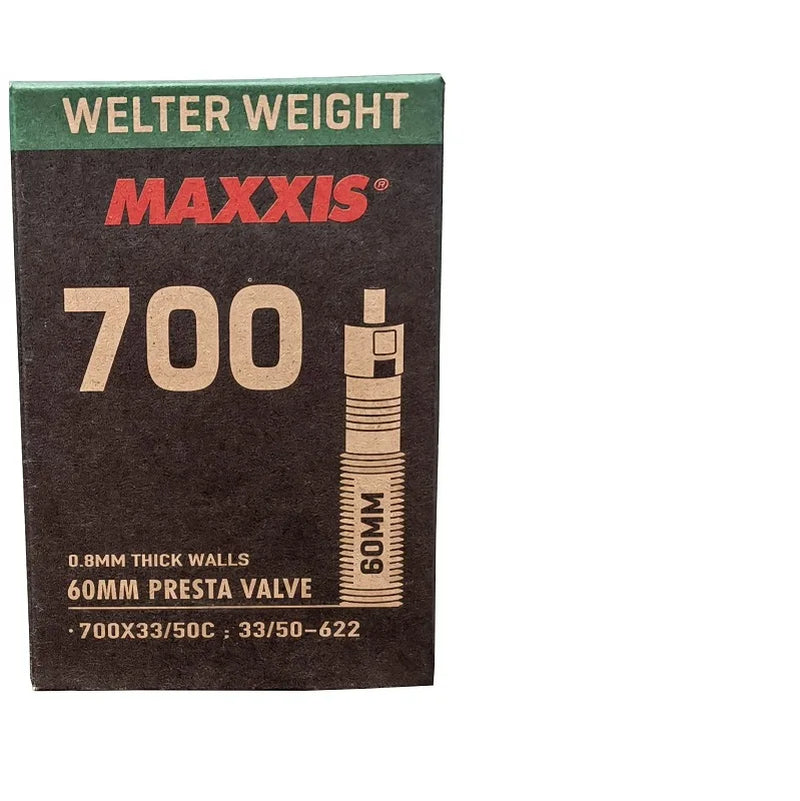 WELTER WEIGHT
MAXXIS®
700
60MM
0.8MM THICK WALLS
60MM PRESTA VALVE
·700X33/50C ; 33/50-622